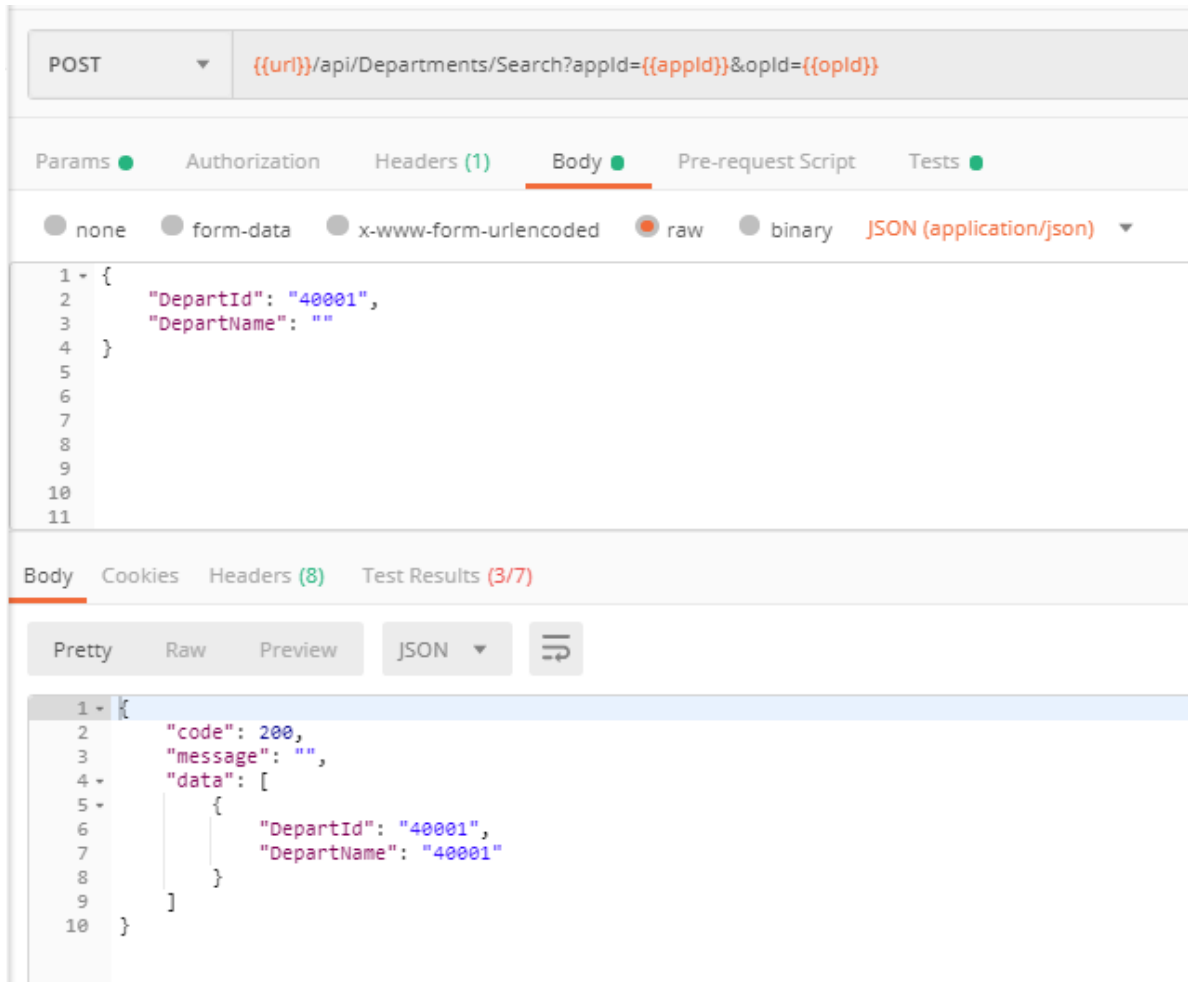 POST {{url}}/api/Departments/Search?appId={{appId}}&opId={{opId}}
Params Authorization Headers (1) Body Pre-request Script Tests
none form-data x-www-form-urlencoded raw binary JSON (application/json)
1 {
2 "DepartId": "40001",
3 "DepartName": ""
4 }
5
6
7
8
9
10
11
Body Cookies Headers (8) Test Results (3/7)
Pretty Raw Preview JSON
1 {
2 "code": 200,
3 "message": "",
4 "data": [
5 {
6 "DepartId": "40001",
7 "DepartName": "40001"
8 }
9 ]
10 }